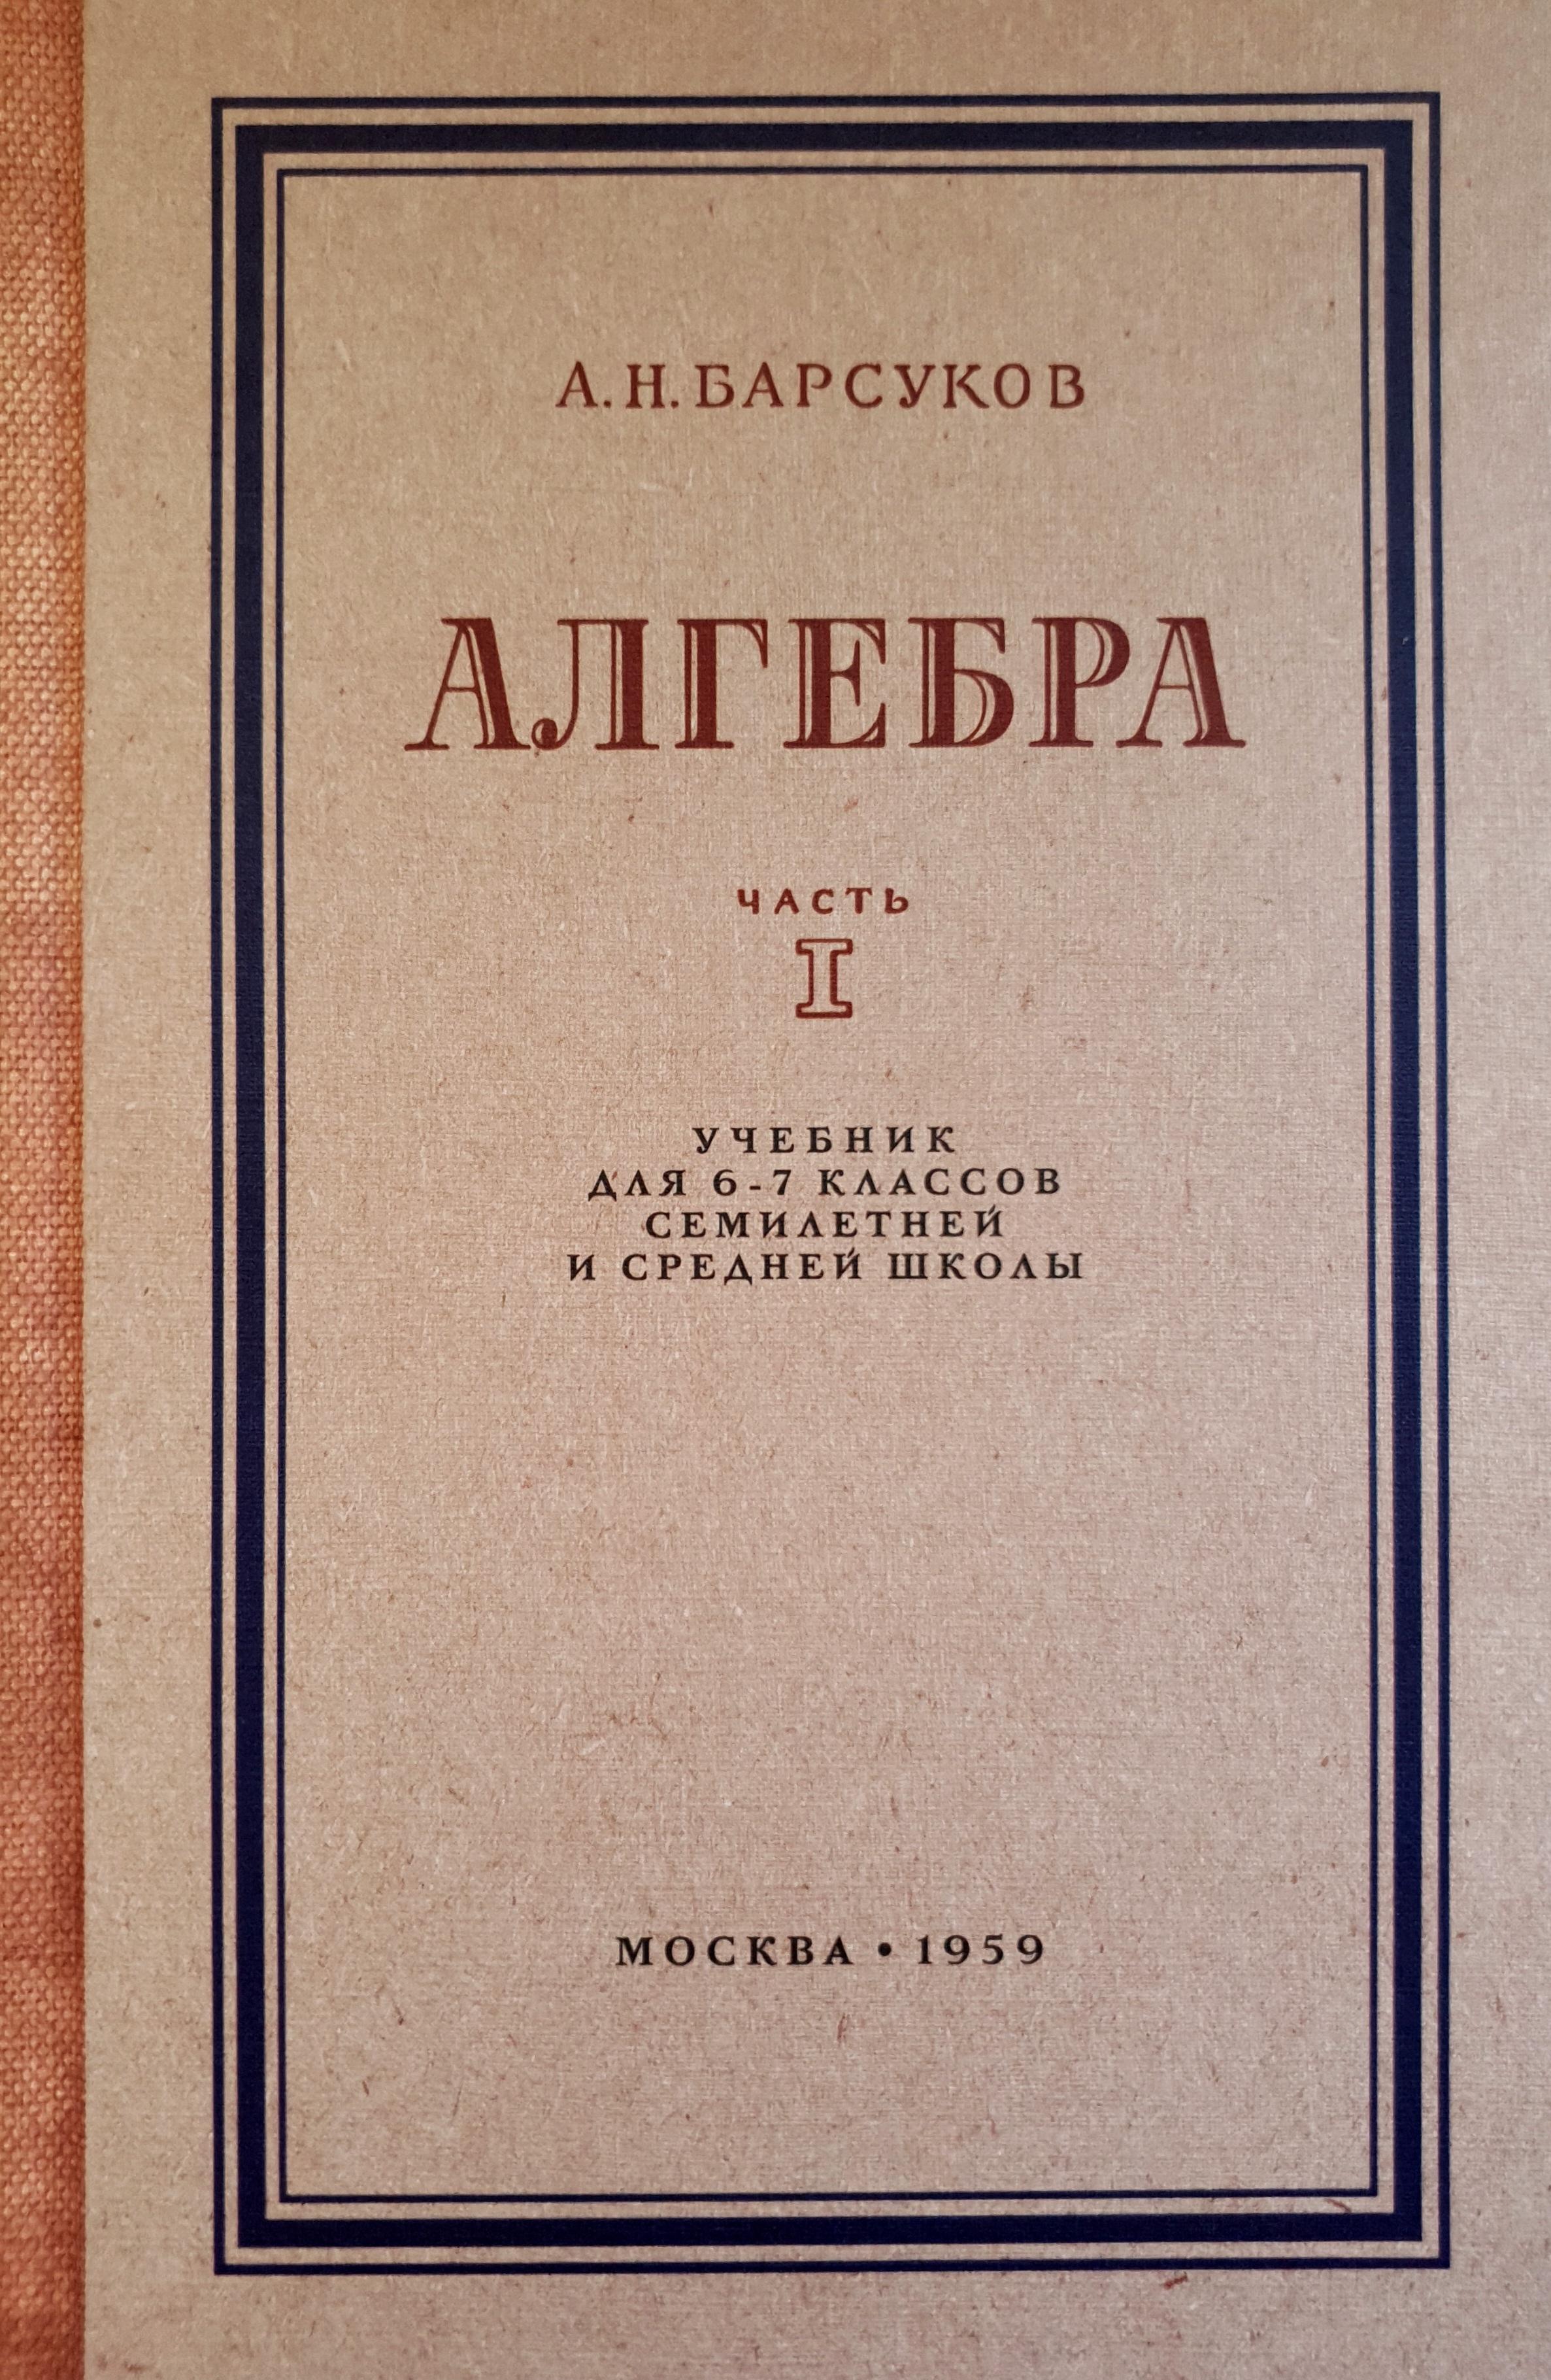 А. Н. БАРСУКОВ
АЛГЕБРА
ЧАСТЬ
I
УЧЕБНИК
ДЛЯ 6-7 КЛАССОВ
СЕМИЛЕТНЕЙ
И СРЕДНЕЙ ШКОЛЫ
МОСКВА • 1959